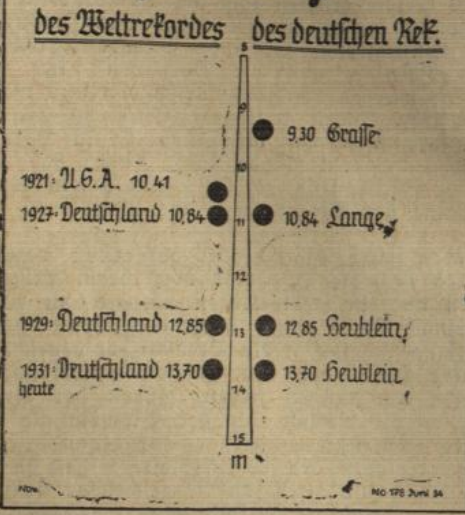 des Weltrekordes des deutschen Rek.
8
9
9,30 Grasse
10
1921: U.S.A. 10,41
1927: Deutschland 10,84 11 10,84 Lange
12
1929: Deutschland 12,85 13 12,85 Heublein
1931: Deutschland 13,70 13,70 Heublein
heute
14
15
m
No 178 Juni 34